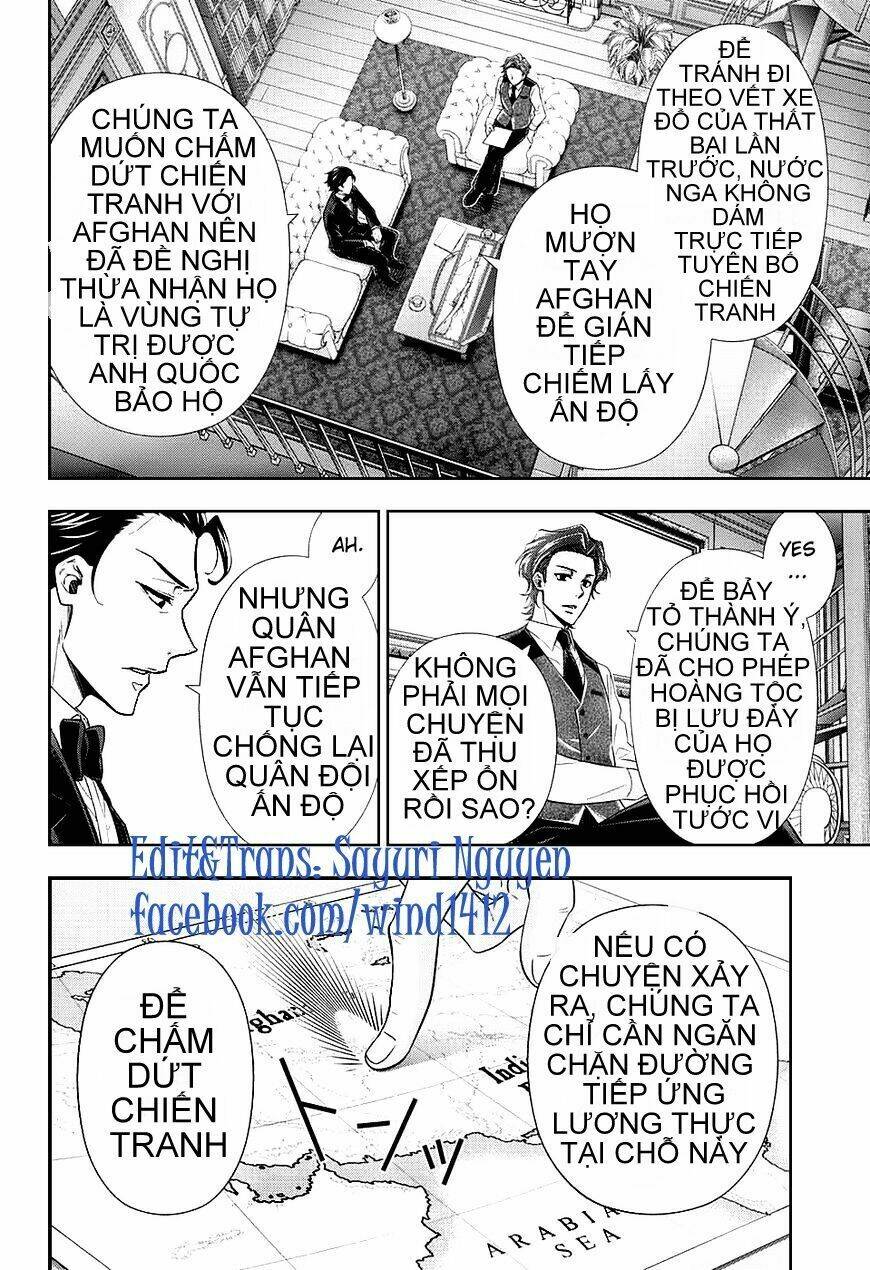 ĐỂ
TRÁNH ĐI
THEO VẾT XE
ĐỔ CỦA THẤT
BẠI LẦN
TRƯỚC, NƯỚC
NGA KHÔNG
DÁM
TRỰC TIẾP
TUYÊN BỐ
CHIẾN
TRANH
HỌ
MƯỢN
TAY
AFGHAN
ĐỂ GIÁN
TIẾP
CHIẾM LẤY
ẤN ĐỘ
CHÚNG TA
MUỐN CHẤM
DỨT CHIẾN
TRANH VỚI
AFGHAN NÊN
ĐÃ ĐỀ NGHỊ
THỪA NHẬN HỌ
LÀ VÙNG TỰ
TRỊ ĐƯỢC
ANH QUỐC
BẢO HỘ
YES
...
ĐỂ BẢY
TỎ THÀNH Ý,
CHÚNG TA
ĐÃ CHO PHÉP
HOÀNG TỘC
BỊ LƯU ĐÀY
CỦA HỌ
ĐƯỢC
PHỤC HỒI
TƯỚC VỊ
KHÔNG
PHẢI MỌI
CHUYỆN
ĐÃ THU
XẾP ỔN
RỒI SAO?
AH.
NHƯNG
QUÂN
AFGHAN
VẪN TIẾP
TỤC
CHỐNG LẠI
QUÂN ĐỘI
ẤN ĐỘ
Edit&Trans: Sayuri Nguyen
facebook.com/wind1412
NẾU CÓ
CHUYỆN XẢY
RA, CHÚNG TA
CHỈ CẦN NGĂN
CHẶN ĐƯỜNG
TIẾP ỨNG
LƯƠNG THỰC
TẠI CHỖ NÀY
ĐỂ
CHẤM
DỨT
CHIẾN
TRANH
トンッ
ARABIA
SEA